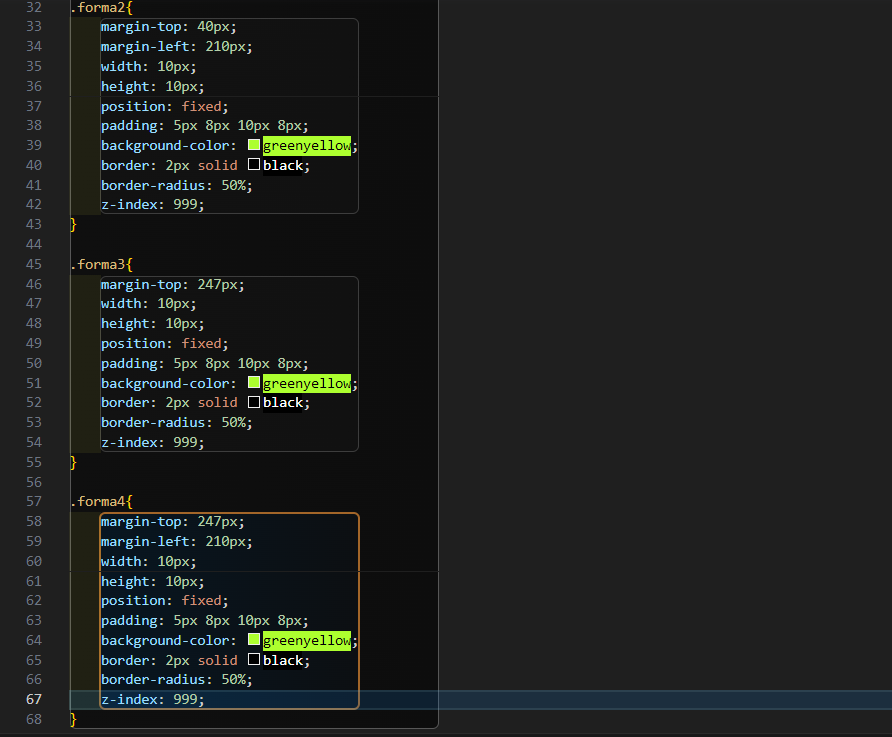 32 .forma2{
33 margin-top: 40px;
34 margin-left: 210px;
35 width: 10px;
36 height: 10px;
37 position: fixed;
38 padding: 5px 8px 10px 8px;
39 background-color: greenyellow;
40 border: 2px solid black;
41 border-radius: 50%;
42 z-index: 999;
43 }
44
45 .forma3{
46 margin-top: 247px;
47 width: 10px;
48 height: 10px;
49 position: fixed;
50 padding: 5px 8px 10px 8px;
51 background-color: greenyellow;
52 border: 2px solid black;
53 border-radius: 50%;
54 z-index: 999;
55 }
56
57 .forma4{
58 margin-top: 247px;
59 margin-left: 210px;
60 width: 10px;
61 height: 10px;
62 position: fixed;
63 padding: 5px 8px 10px 8px;
64 background-color: greenyellow;
65 border: 2px solid black;
66 border-radius: 50%;
67 z-index: 999;
68 }